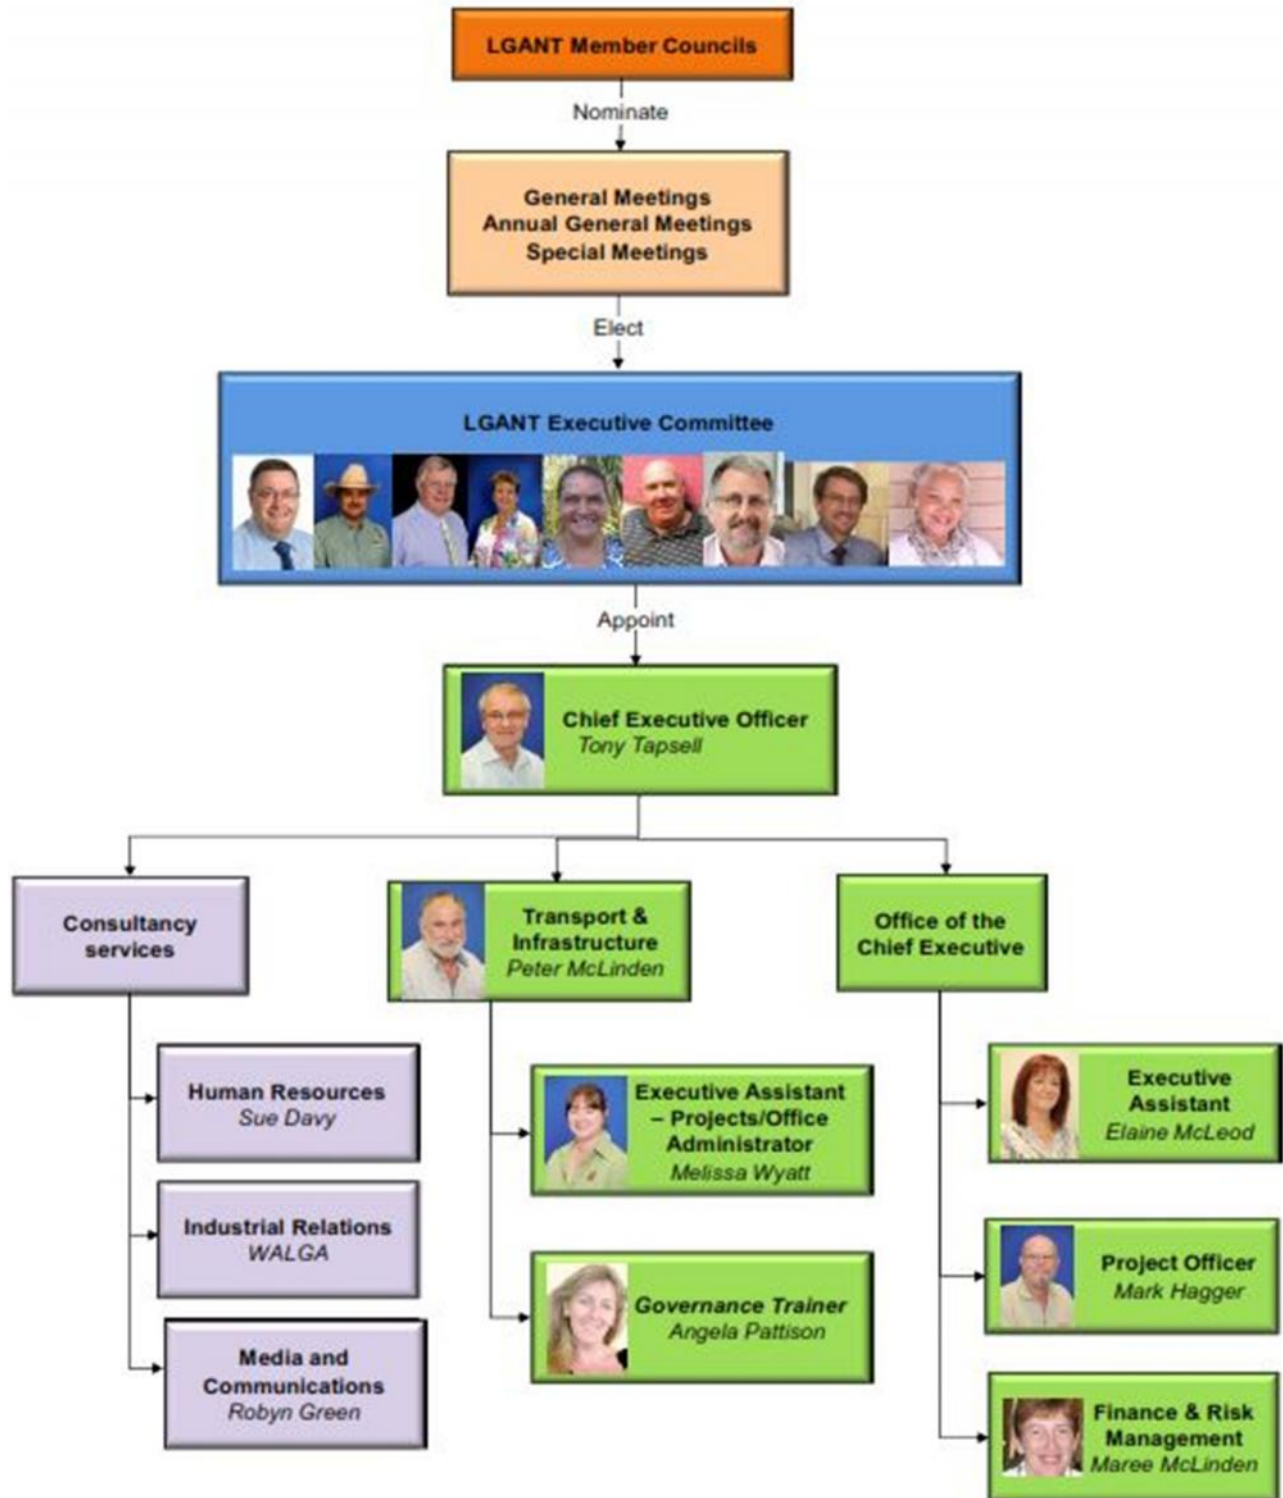 LGANT Member Councils
Nominate
General Meetings
Annual General Meetings
Special Meetings
Elect
LGANT Executive Committee
Appoint
Chief Executive Officer
Tony Tapsell
Consultancy
services
Human Resources
Sue Davy
Industrial Relations
WALGA
Media and
Communications
Robyn Green
Transport &
Infrastructure
Peter McLinden
Executive Assistant
– Projects/Office
Administrator
Melissa Wyatt
Governance Trainer
Angela Pattison
Office of the
Chief Executive
Executive
Assistant
Elaine McLeod
Project Officer
Mark Hagger
Finance & Risk
Management
Maree McLinden